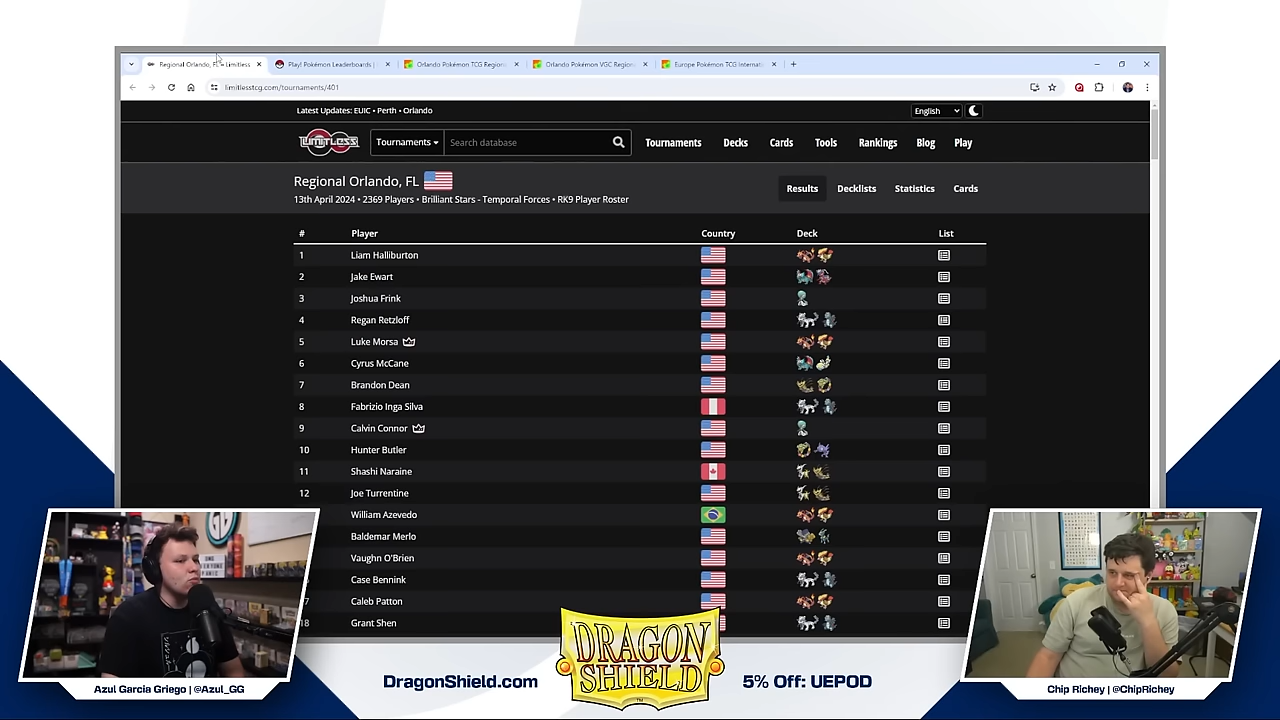 Regional Orlando, FL – Limitless
Play! Pokémon Leaderboards |
Orlando Pokémon TCG Region
Orlando Pokémon VGC Region
Europe Pokémon TCG Internati
limitlesstcg.com/tournaments/401
Latest Updates: EUIC • Perth • Orlando
English
LIMITLESS
Tournaments
Search database
Tournaments Decks Cards Tools Rankings Blog Play
Regional Orlando, FL
13th April 2024 • 2369 Players • Brilliant Stars - Temporal Forces • RK9 Player Roster
Results Decklists Statistics Cards
# Player Country Deck List
1 Liam Halliburton
2 Jake Ewart
3 Joshua Frink
4 Regan Retzloff
5 Luke Morsa
6 Cyrus McCane
7 Brandon Dean
8 Fabrizio Inga Silva
9 Calvin Connor
10 Hunter Butler
11 Shashi Naraine
12 Joe Turrentine
William Azevedo
Baldemar Merlo
Vaughn O'Brien
Case Bennink
7 Caleb Patton
18 Grant Shen
DRAGON
SHIELD
DragonShield.com
5% Off: UEPOD
Azul Garcia Griego | @Azul_GG
Chip Richey | @ChipRichey